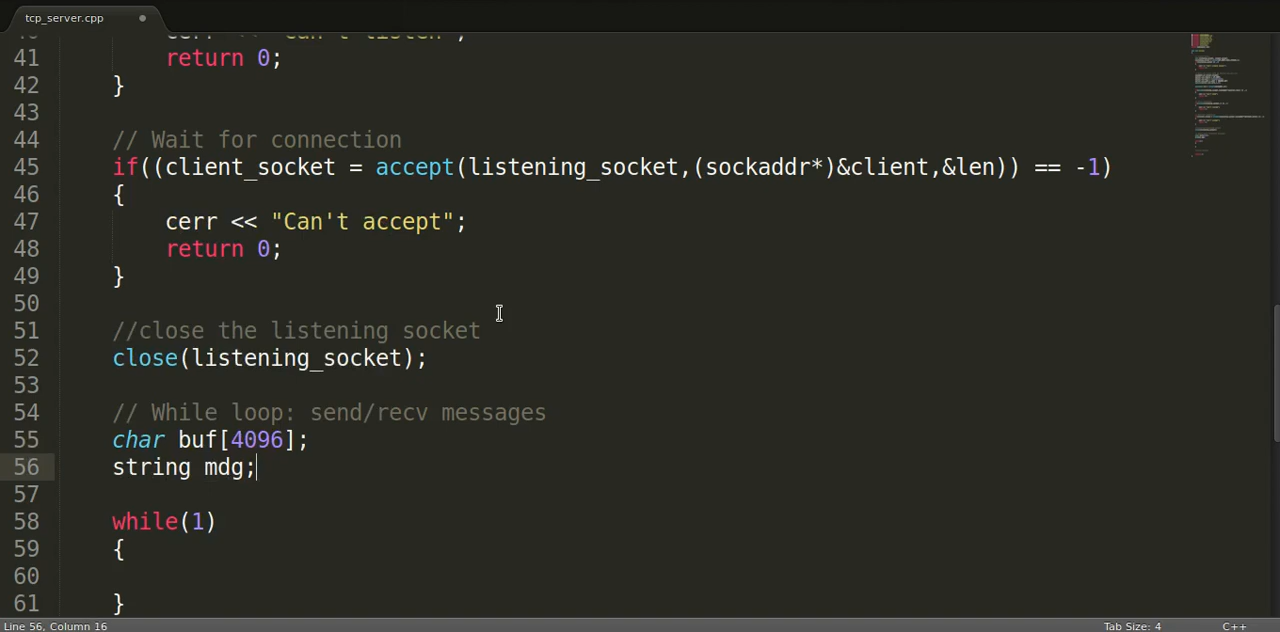 tcp_server.cpp
41 return 0;
42 }
43
44 // Wait for connection
45 if((client_socket = accept(listening_socket,(sockaddr*)&client,&len)) == -1)
46 {
47 cerr << "Can't accept";
48 return 0;
49 }
50
51 //close the listening socket
52 close(listening_socket);
53
54 // While loop: send/recv messages
55 char buf[4096];
56 string mdg;
57
58 while(1)
59 {
60
61 }
Line 56, Column 16 Tab Size: 4 C++